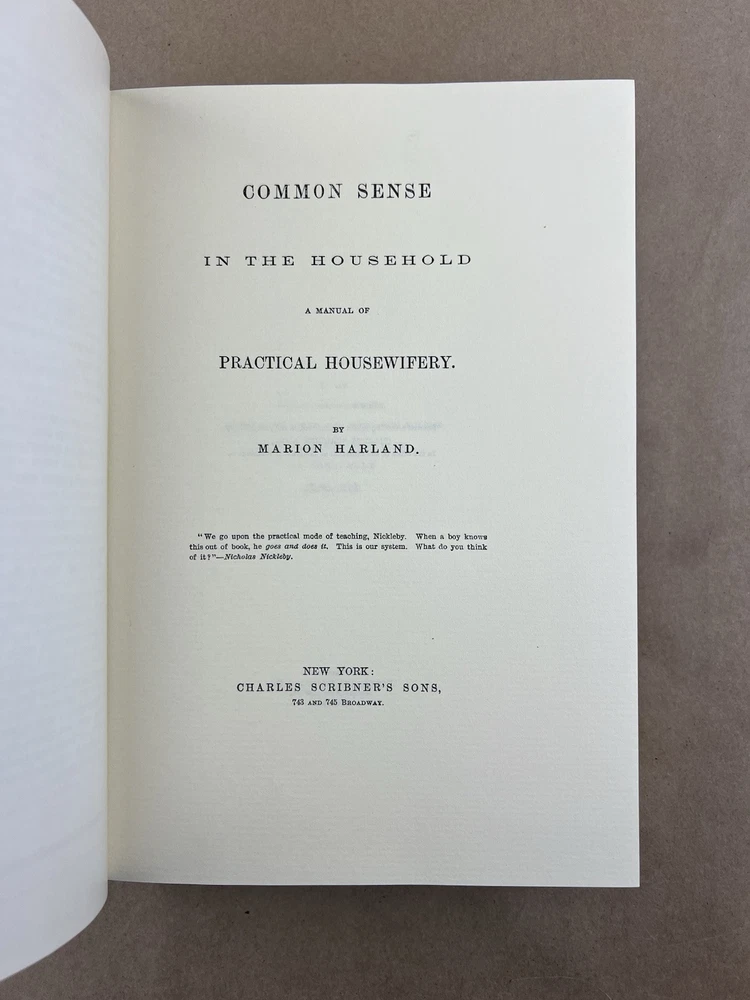 COMMON SENSE
IN THE HOUSEHOLD
A MANUAL OF
PRACTICAL HOUSEWIFERY.
BY
MARION HARLAND.
"We go upon the practical mode of teaching, Nickleby. When a boy knows
this out of book, he goes and does it. This is our system. What do you think
of it?"—Nicholas Nickleby.
NEW YORK:
CHARLES SCRIBNER'S SONS,
743 AND 745 BROADWAY.